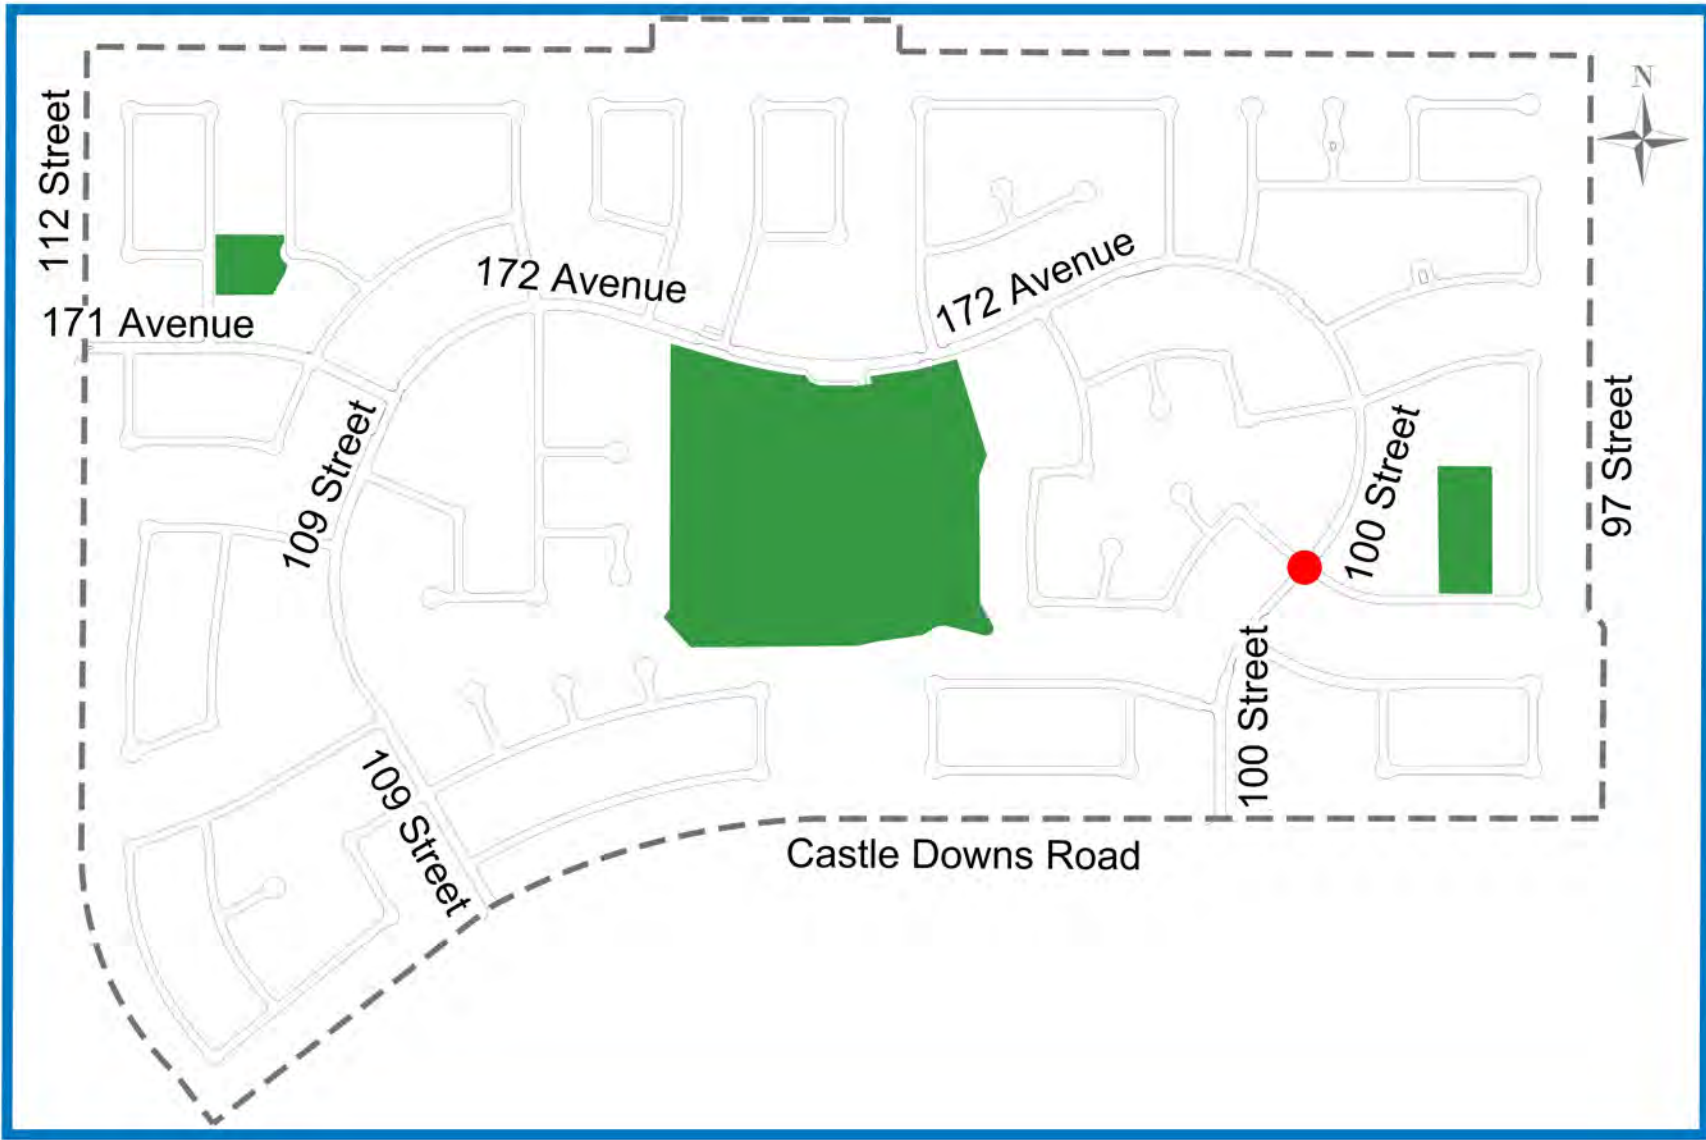 N
112 Street
172 Avenue
172 Avenue
171 Avenue
109 Street
100 Street
97 Street
100 Street
109 Street
Castle Downs Road